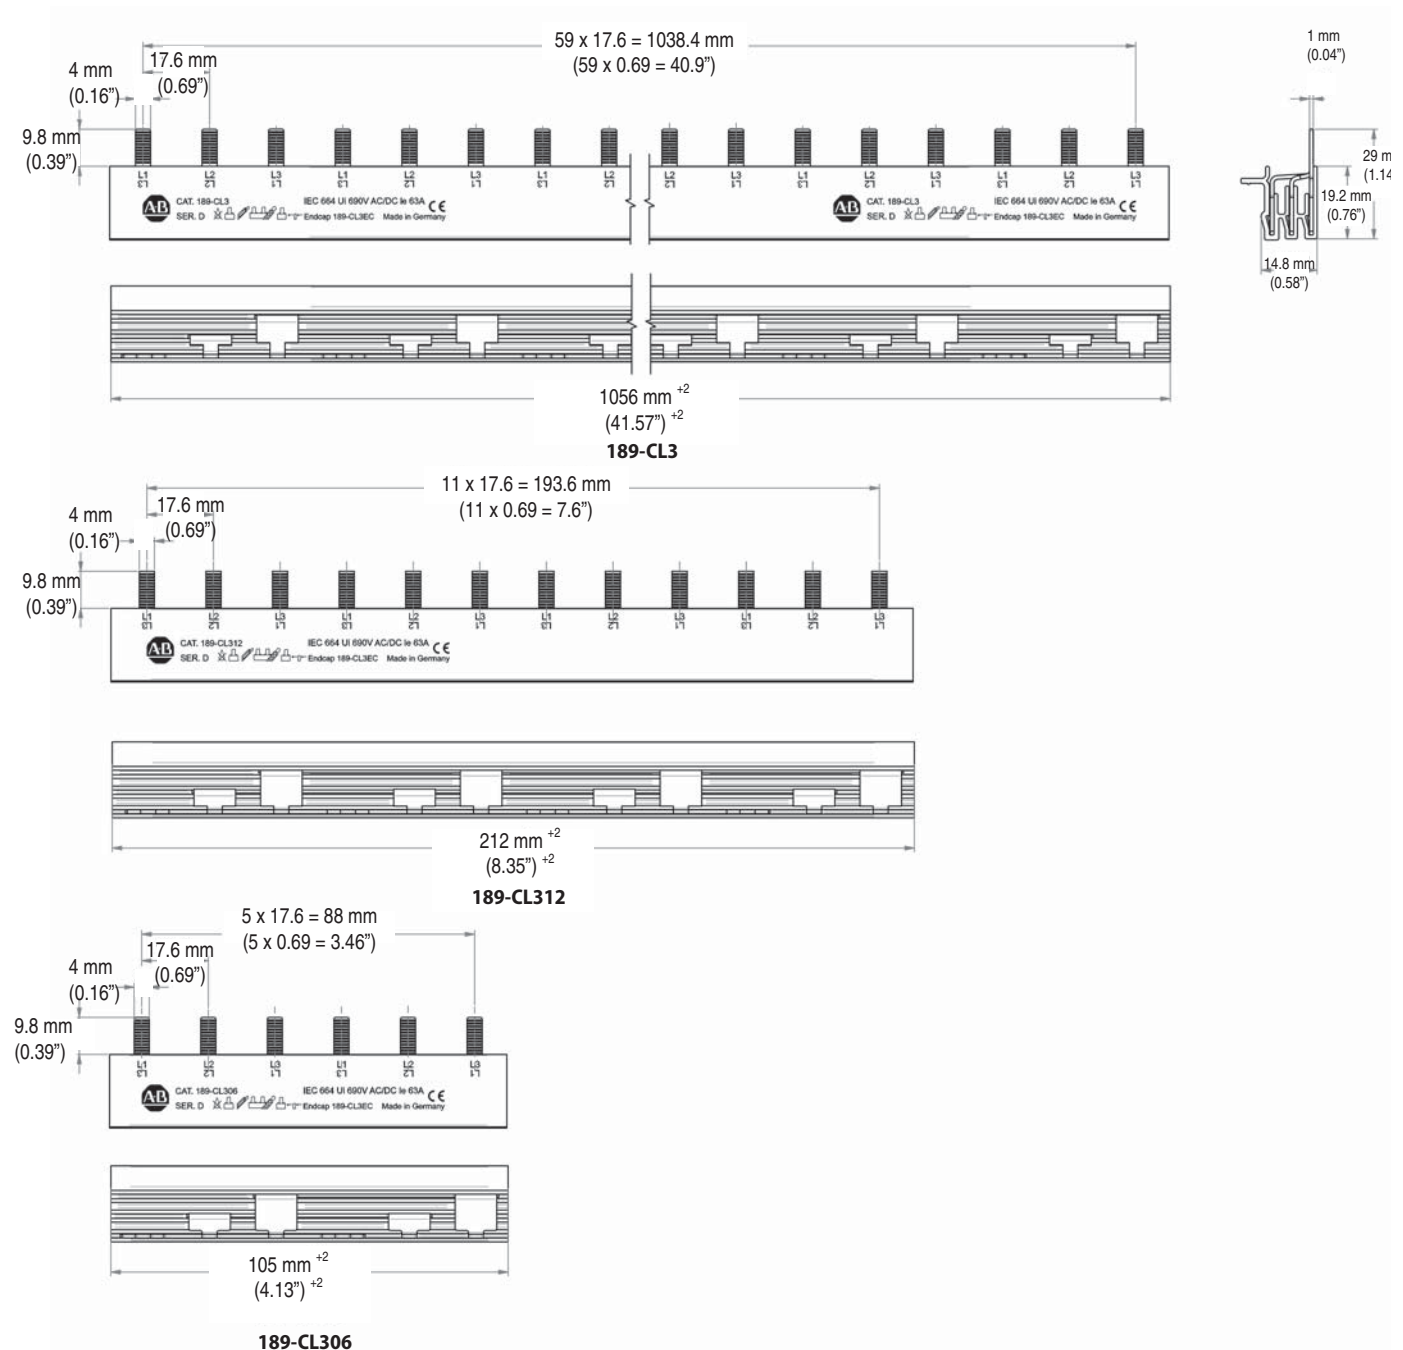 59 x 17.6 = 1038.4 mm
(59 x 0.69 = 40.9”)
1 mm
(0.04”)
17.6 mm
(0.69”)
4 mm
(0.16”)
9.8 mm
(0.39”)
29 m
(1.14
19.2 mm
(0.76”)
14.8 mm
(0.58”)
L1 L2 L3 L1 L2 L3 L1 L2 L2 L3 L1 L2 L3 L1 L2 L3
AB CAT. 189-CL3 IEC 664 UI 690V AC/DC Ie 63A CE
SER. D Endcap 189-CL3EC Made in Germany
AB CAT. 189-CL3 IEC 664 UI 690V AC/DC Ie 63A CE
SER. D Endcap 189-CL3EC Made in Germany
1056 mm +2
(41.57”) +2
189-CL3
11 x 17.6 = 193.6 mm
(11 x 0.69 = 7.6”)
17.6 mm
(0.69”)
4 mm
(0.16”)
9.8 mm
(0.39”)
AB CAT. 189-CL312 IEC 664 UI 690V AC/DC Ie 63A CE
SER. D Endcap 189-CL3EC Made in Germany
212 mm +2
(8.35”) +2
189-CL312
5 x 17.6 = 88 mm
(5 x 0.69 = 3.46”)
17.6 mm
(0.69”)
4 mm
(0.16”)
9.8 mm
(0.39”)
AB CAT. 189-CL306 IEC 664 UI 690V AC/DC Ie 63A CE
SER. D Endcap 189-CL3EC Made in Germany
105 mm +2
(4.13”) +2
189-CL306